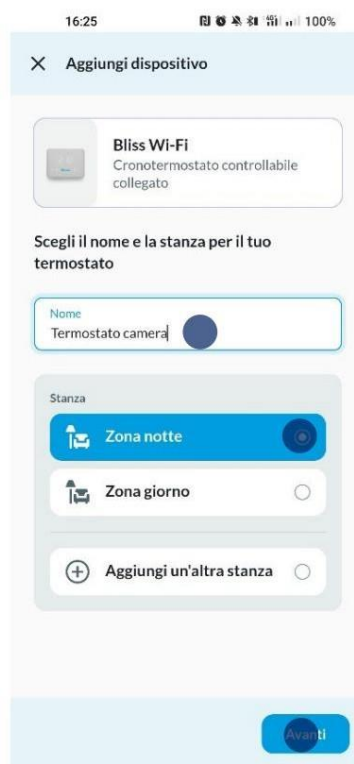 16:25
100%
Aggiungi dispositivo
Bliss Wi-Fi
Cronotermostato controllabile
collegato
Scegli il nome e la stanza per il tuo
termostato
Nome
Termostato camera
Stanza
Zona notte
Zona giorno
Aggiungi un'altra stanza
Avanti